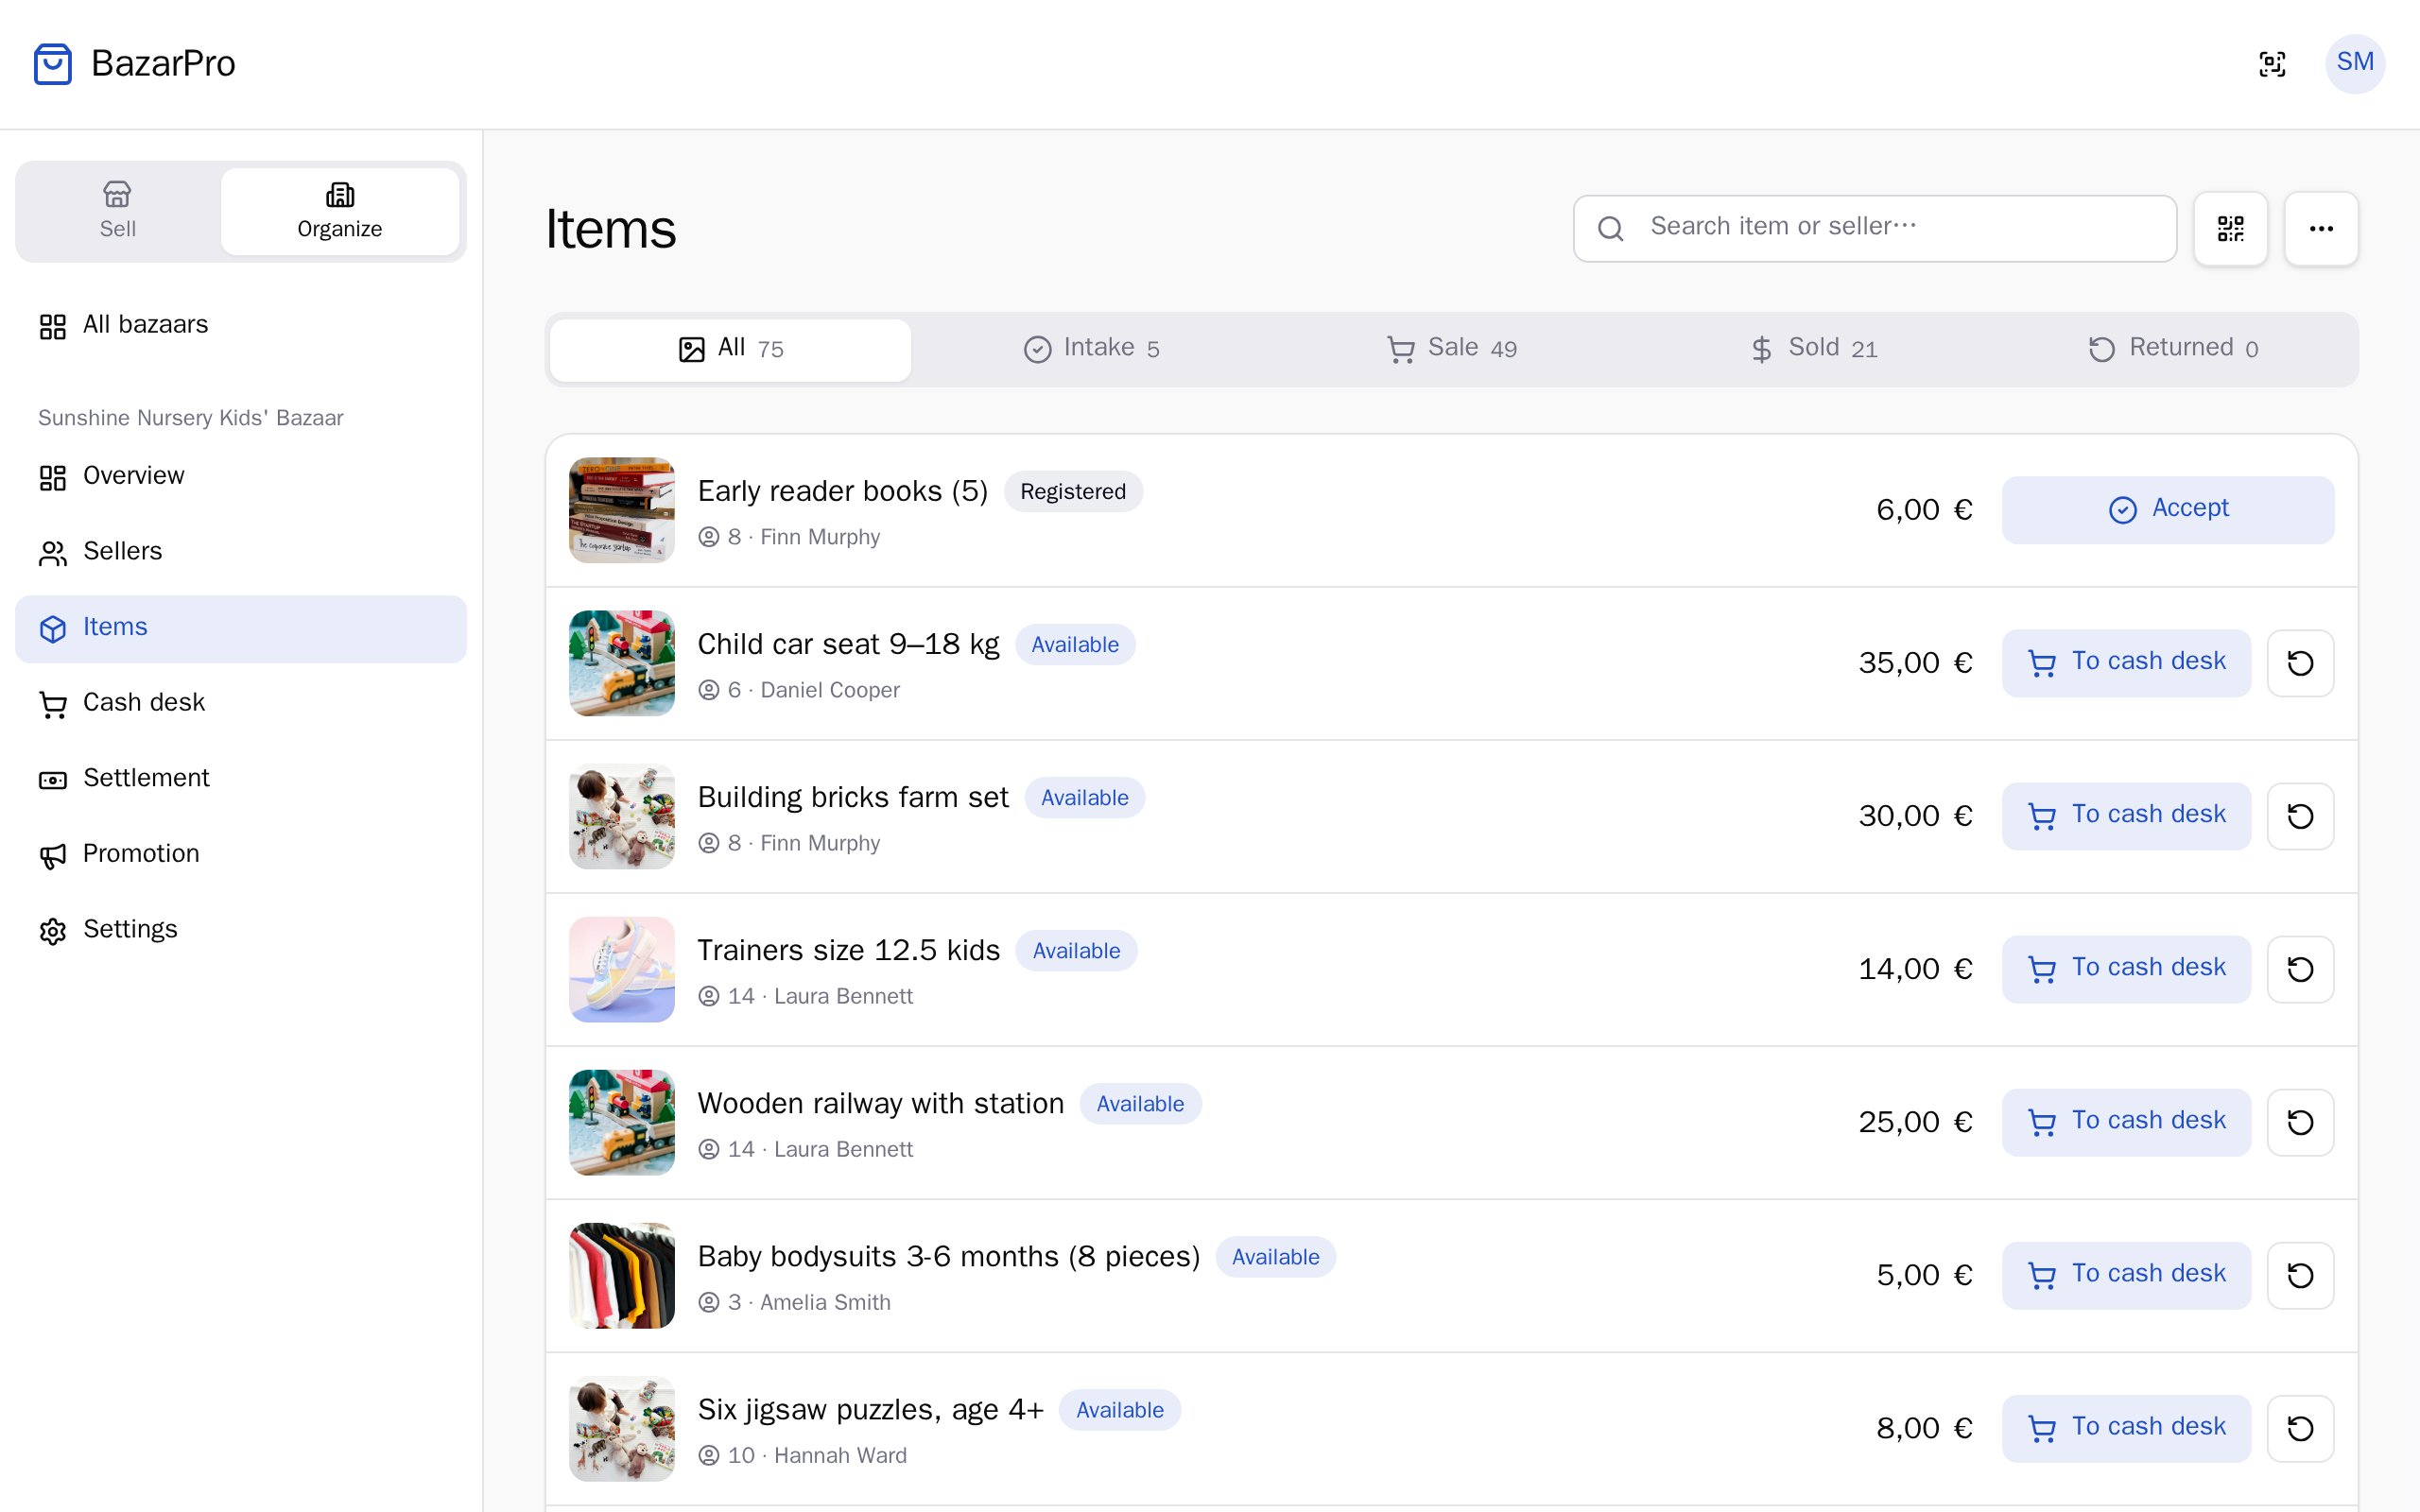 BazarPro
SM
Sell
Organize
All bazaars
Sunshine Nursery Kids' Bazaar
Overview
Sellers
Items
Cash desk
Settlement
Promotion
Settings
Items
Search item or seller…
All 75
Intake 5
Sale 49
Sold 21
Returned 0
Early reader books (5) Registered
8 · Finn Murphy
6,00 €
Accept
Child car seat 9–18 kg Available
6 · Daniel Cooper
35,00 €
To cash desk
Building bricks farm set Available
8 · Finn Murphy
30,00 €
To cash desk
Trainers size 12.5 kids Available
14 · Laura Bennett
14,00 €
To cash desk
Wooden railway with station Available
14 · Laura Bennett
25,00 €
To cash desk
Baby bodysuits 3-6 months (8 pieces) Available
3 · Amelia Smith
5,00 €
To cash desk
Six jigsaw puzzles, age 4+ Available
10 · Hannah Ward
8,00 €
To cash desk